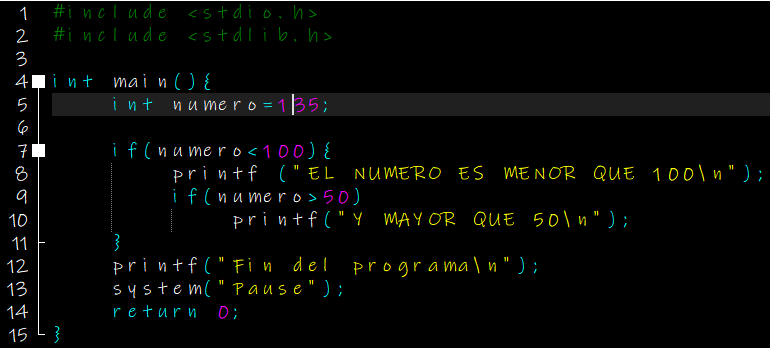 1 #include <stdio.h>
2 #include <stdlib.h>
3
4 int main(){
5 int numero=135;
6
7 if(numero<100){
8 printf ("EL NUMERO ES MENOR QUE 100\n");
9 if(numero>50)
10 printf("Y MAYOR QUE 50\n");
11 }
12 printf("Fin del programa\n");
13 system("Pause");
14 return 0;
15 }